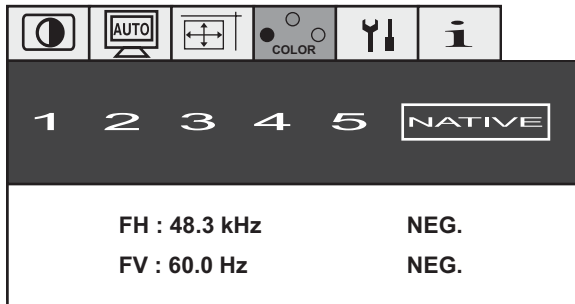 AUTO
COLOR
1 2 3 4 5 NATIVE
FH : 48.3 kHz NEG.
FV : 60.0 Hz NEG.